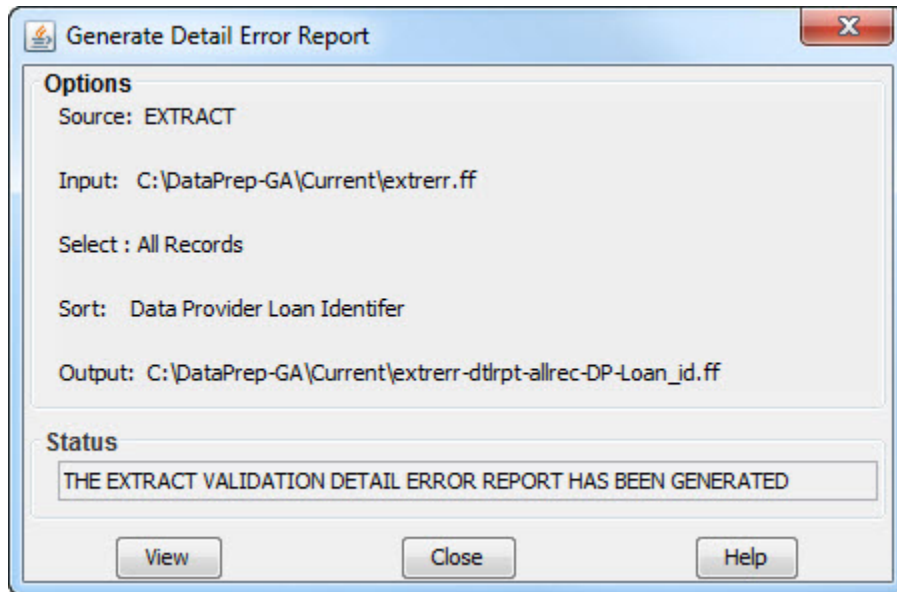 Generate Detail Error Report
Options
Source: EXTRACT
Input: C:\DataPrep-GA\Current\extrerr.ff
Select : All Records
Sort: Data Provider Loan Identifer
Output: C:\DataPrep-GA\Current\extrerr-dtlrpt-allrec-DP-Loan_id.ff
Status
THE EXTRACT VALIDATION DETAIL ERROR REPORT HAS BEEN GENERATED
View Close Help